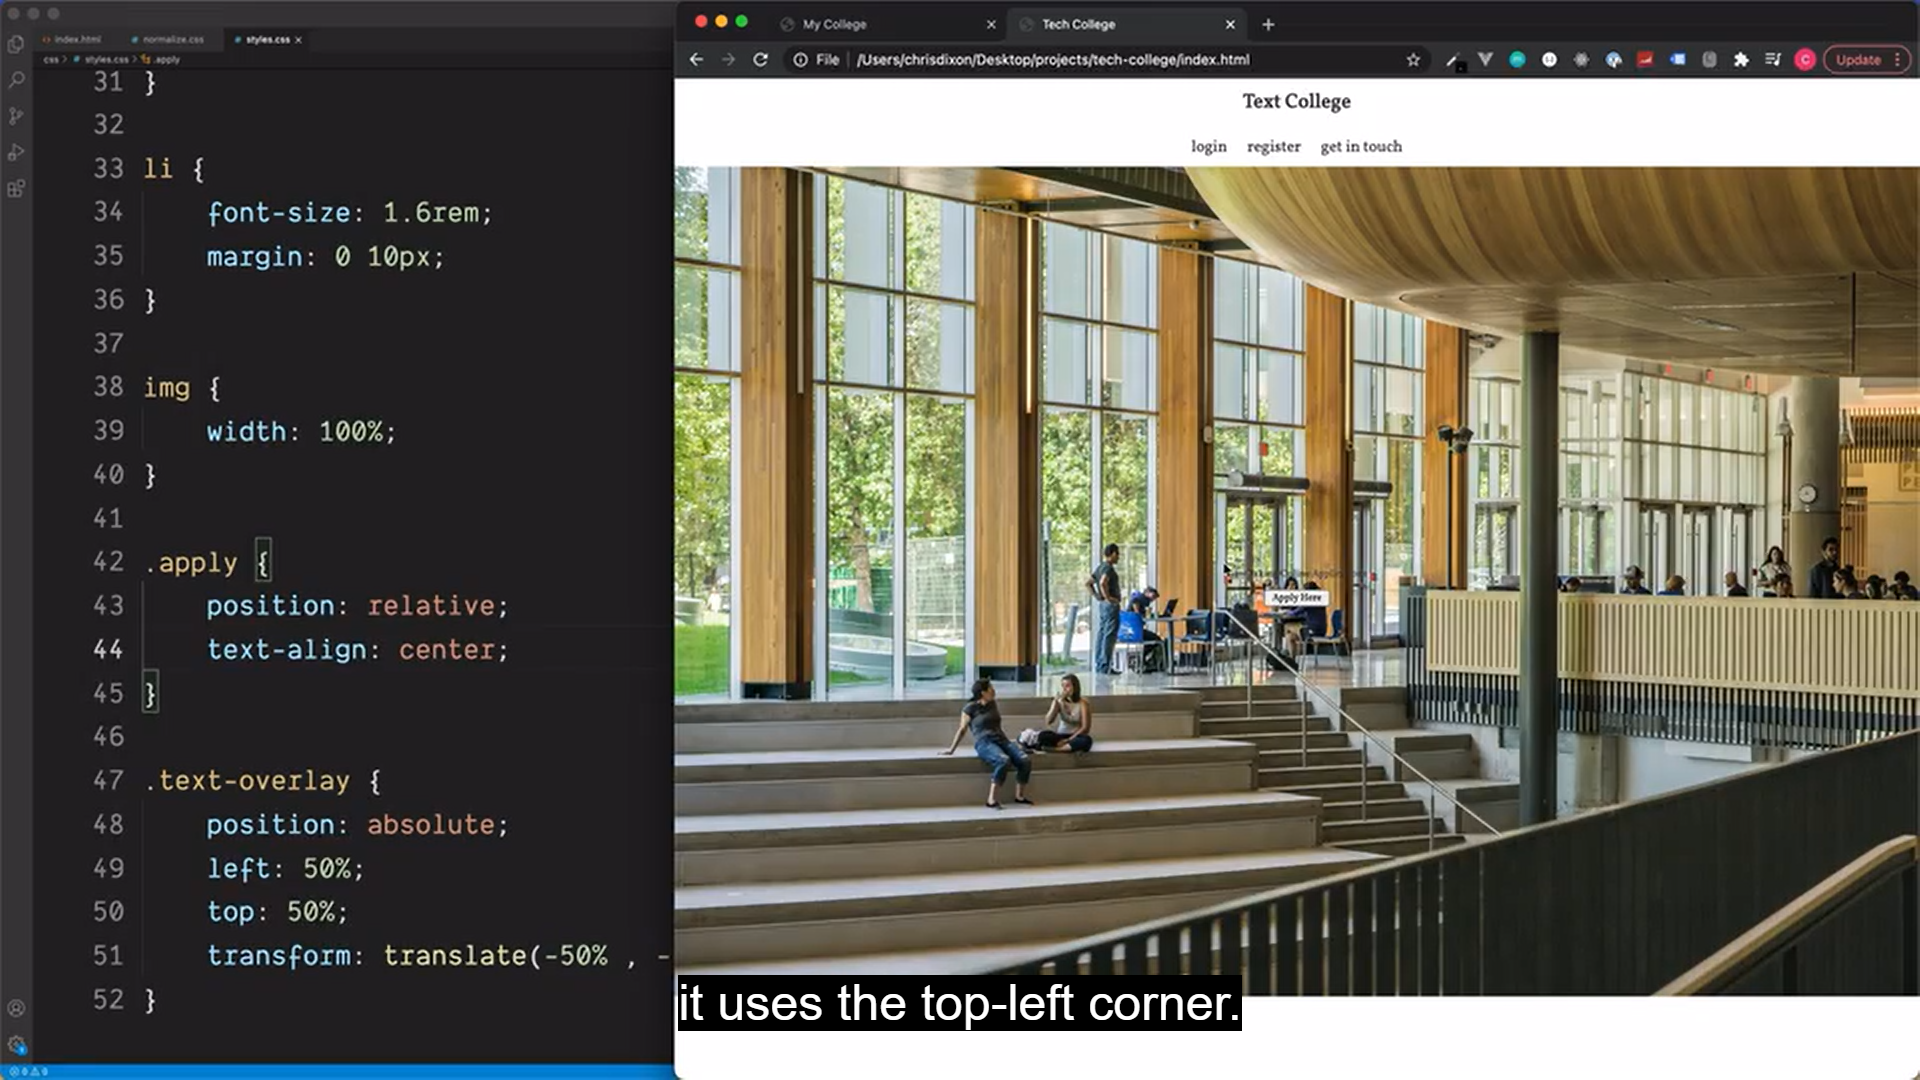 index.html
normalize.css
styles.css
css > styles.css > .apply
31 }
32
33 li {
34 font-size: 1.6rem;
35 margin: 0 10px;
36 }
37
38 img {
39 width: 100%;
40 }
41
42 .apply {
43 position: relative;
44 text-align: center;
45 }
46
47 .text-overlay {
48 position: absolute;
49 left: 50%;
50 top: 50%;
51 transform: translate(-50% , -
52 }
My College
Tech College
File
/Users/chrisdixon/Desktop/projects/tech-college/index.html
C
Update
Text College
login register get in touch
Apply Here
it uses the top-left corner.